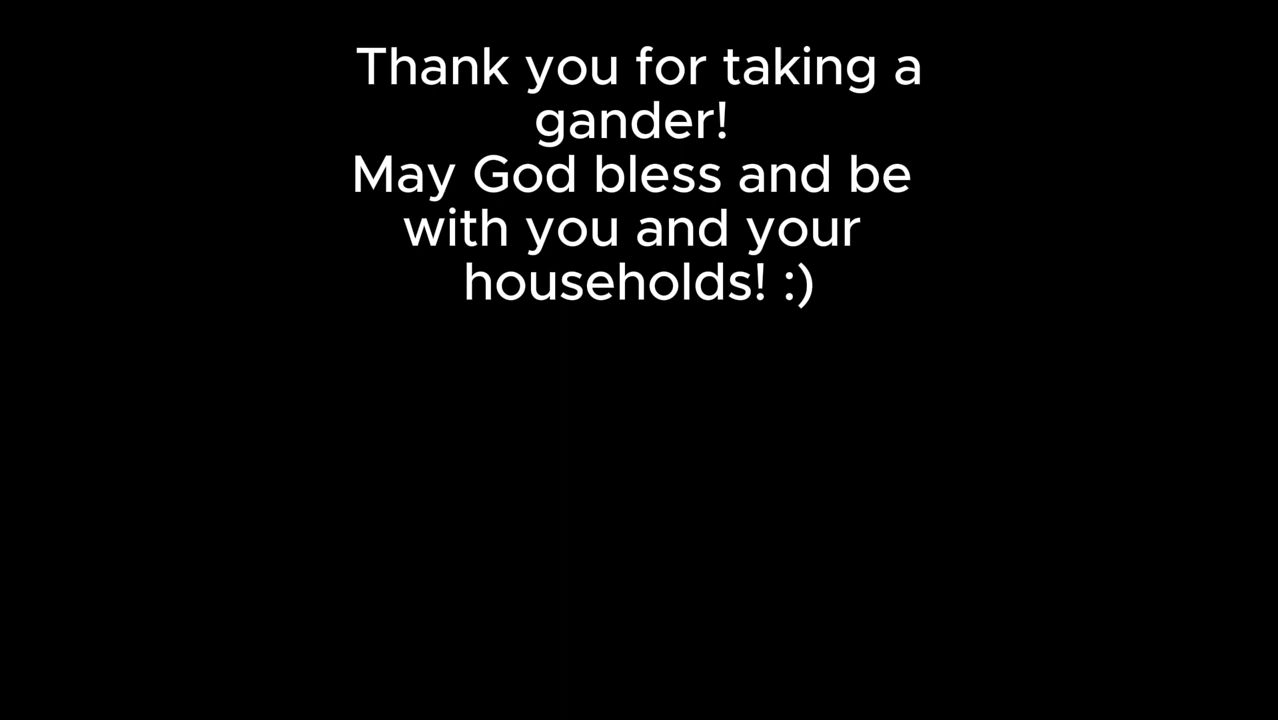 Thank you for taking a
gander!
May God bless and be
with you and your
households! :)